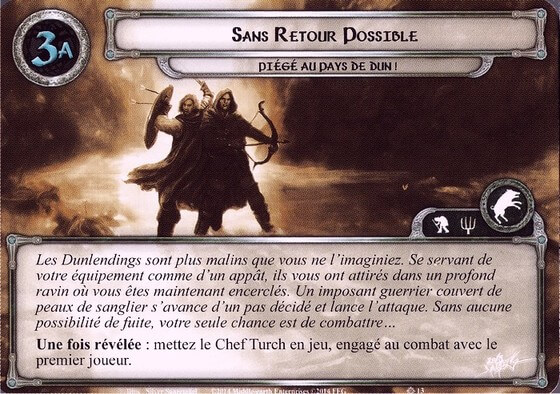 3A
SANS RETOUR POSSIBLE
PIÉGÉ AU PAYS DE DUN !
Les Dunlendings sont plus malins que vous ne l'imaginiez. Se servant de
votre équipement comme d'un appât, ils vous ont attirés dans un profond
ravin où vous êtes maintenant encerclés. Un imposant guerrier couvert de
peaux de sanglier s'avance d'un pas décidé et lance l'attaque. Sans aucune
possibilité de fuite, votre seule chance est de combattre…
Une fois révélée : mettez le Chef Turch en jeu, engagé au combat avec le
premier joueur.
Enterprises / 2014 FFG 13